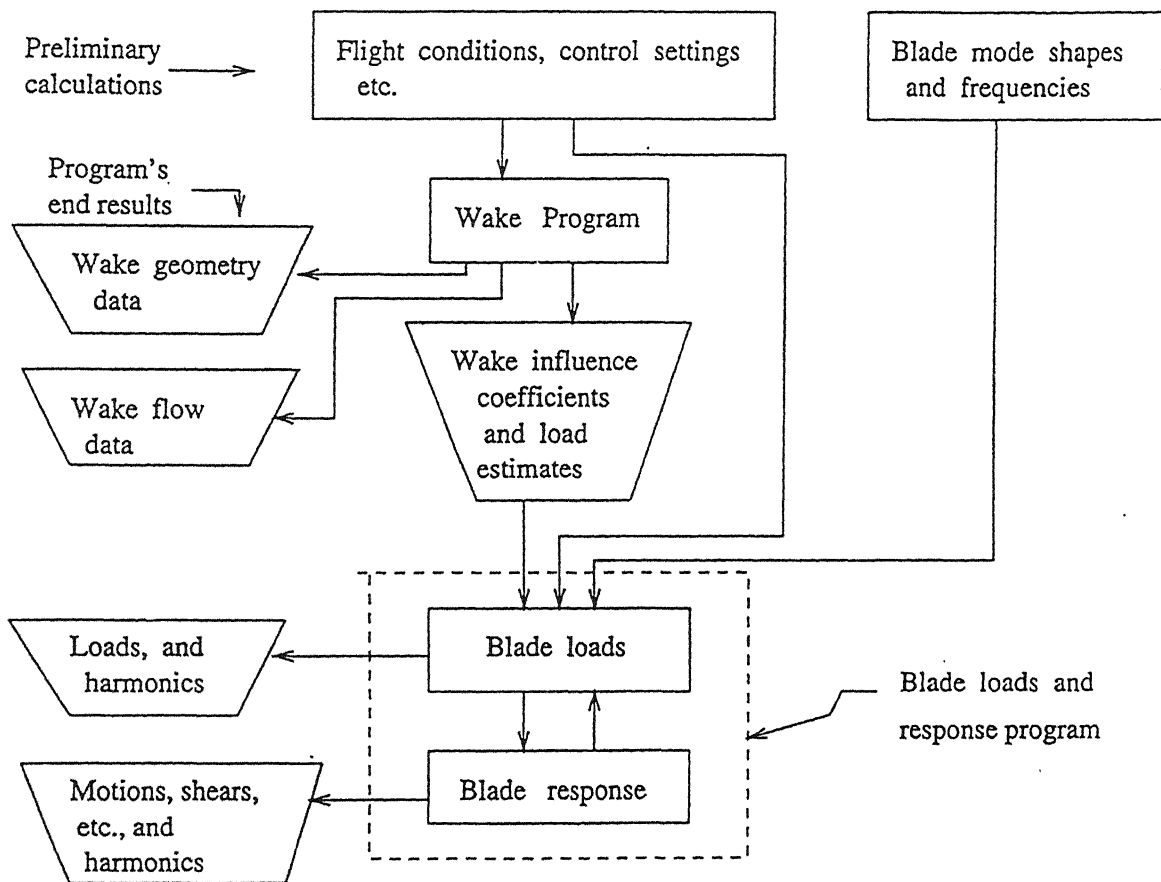 Preliminary
calculations
Flight conditions, control settings
etc.
Blade mode shapes
and frequencies
Program's
end results
Wake Program
Wake geometry
data
Wake influence
coefficients
and load
estimates
Wake flow
data
Blade loads
Loads, and
harmonics
Blade loads and
response program
Blade response
Motions, shears,
etc., and
harmonics